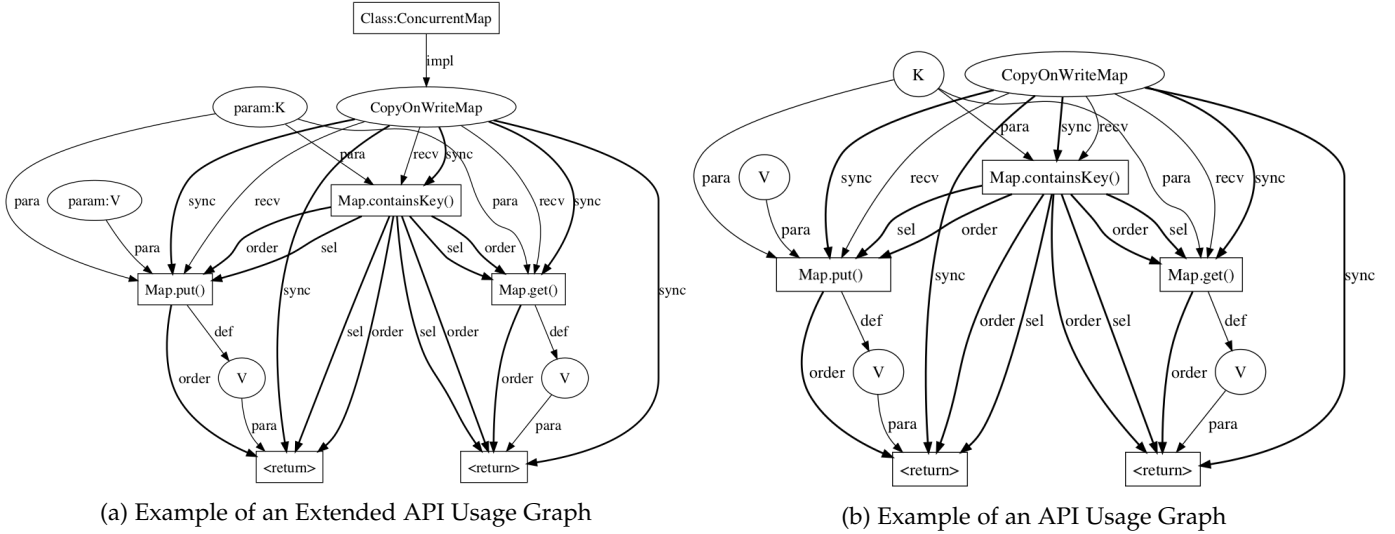 Class:ConcurrentMap
impl
param:K
CopyOnWriteMap
para
recv
sync
param:V
para
sync
recv
Map.containsKey()
para
recv
sync
para
order
sel
sel
order
Map.put()
Map.get()
sync
sync
def
sel
order
sel
order
def
order
V
order
V
para
para
<return>
<return>
(a) Example of an Extended API Usage Graph
K
CopyOnWriteMap
para
sync
recv
V
para
sync
recv
Map.containsKey()
para
recv
sync
para
sel
order
order
sel
Map.put()
Map.get()
sync
sync
def
order
sel
order
sel
def
order
V
order
V
para
para
<return>
<return>
(b) Example of an API Usage Graph